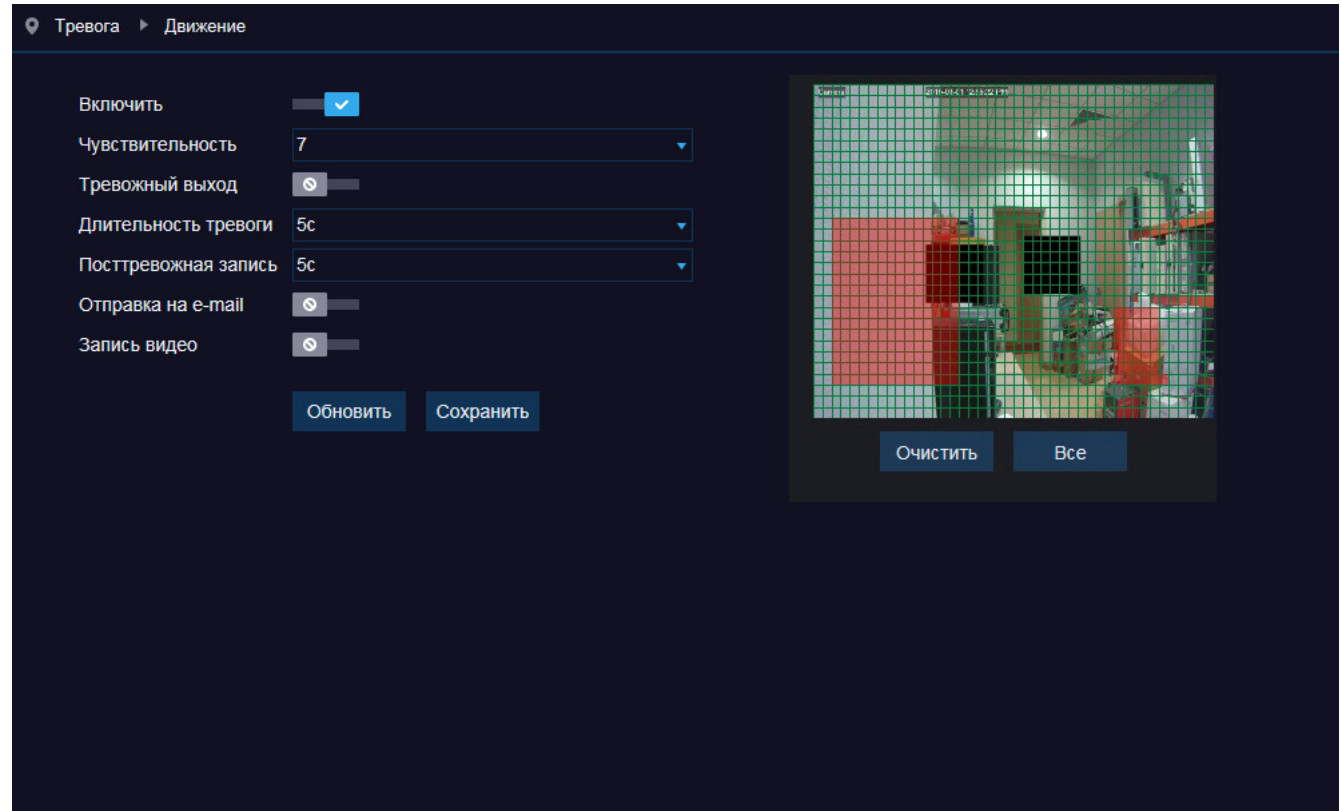 Тревога Движение
Включить
Чувствительность 7
Тревожный выход
Длительность тревоги 5с
Посттревожная запись 5с
Отправка на e-mail
Запись видео
Обновить Сохранить
Очистить Все